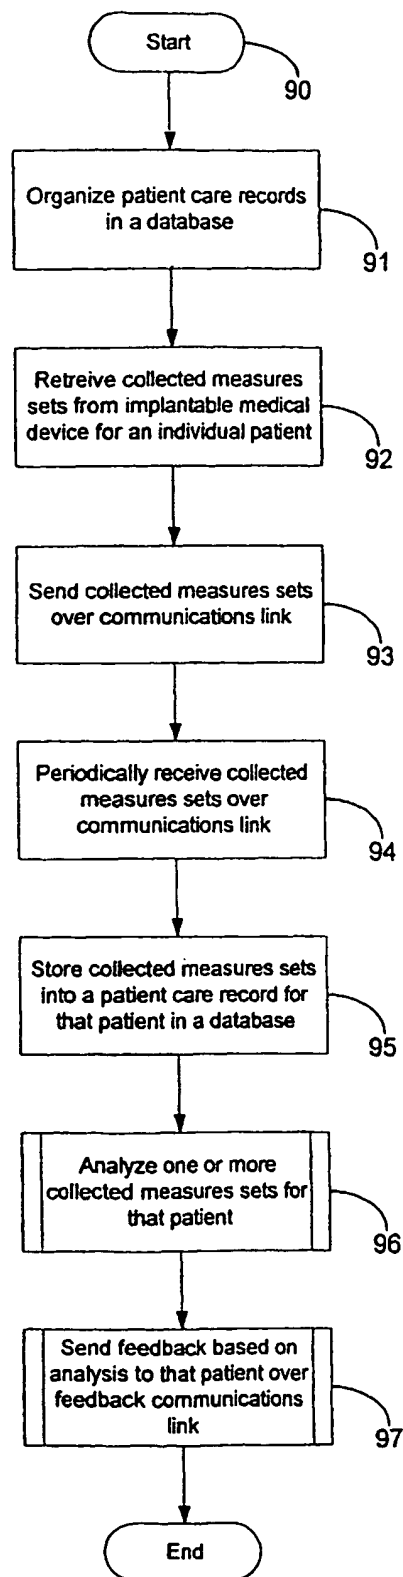 Start
90
Organize patient care records
in a database
91
Retreive collected measures
sets from implantable medical
device for an individual patient
92
Send collected measures sets
over communications link
93
Periodically receive collected
measures sets over
communications link
94
Store collected measures sets
into a patient care record for
that patient in a database
95
Analyze one or more
collected measures sets for
that patient
96
Send feedback based on
analysis to that patient over
feedback communications
link
97
End